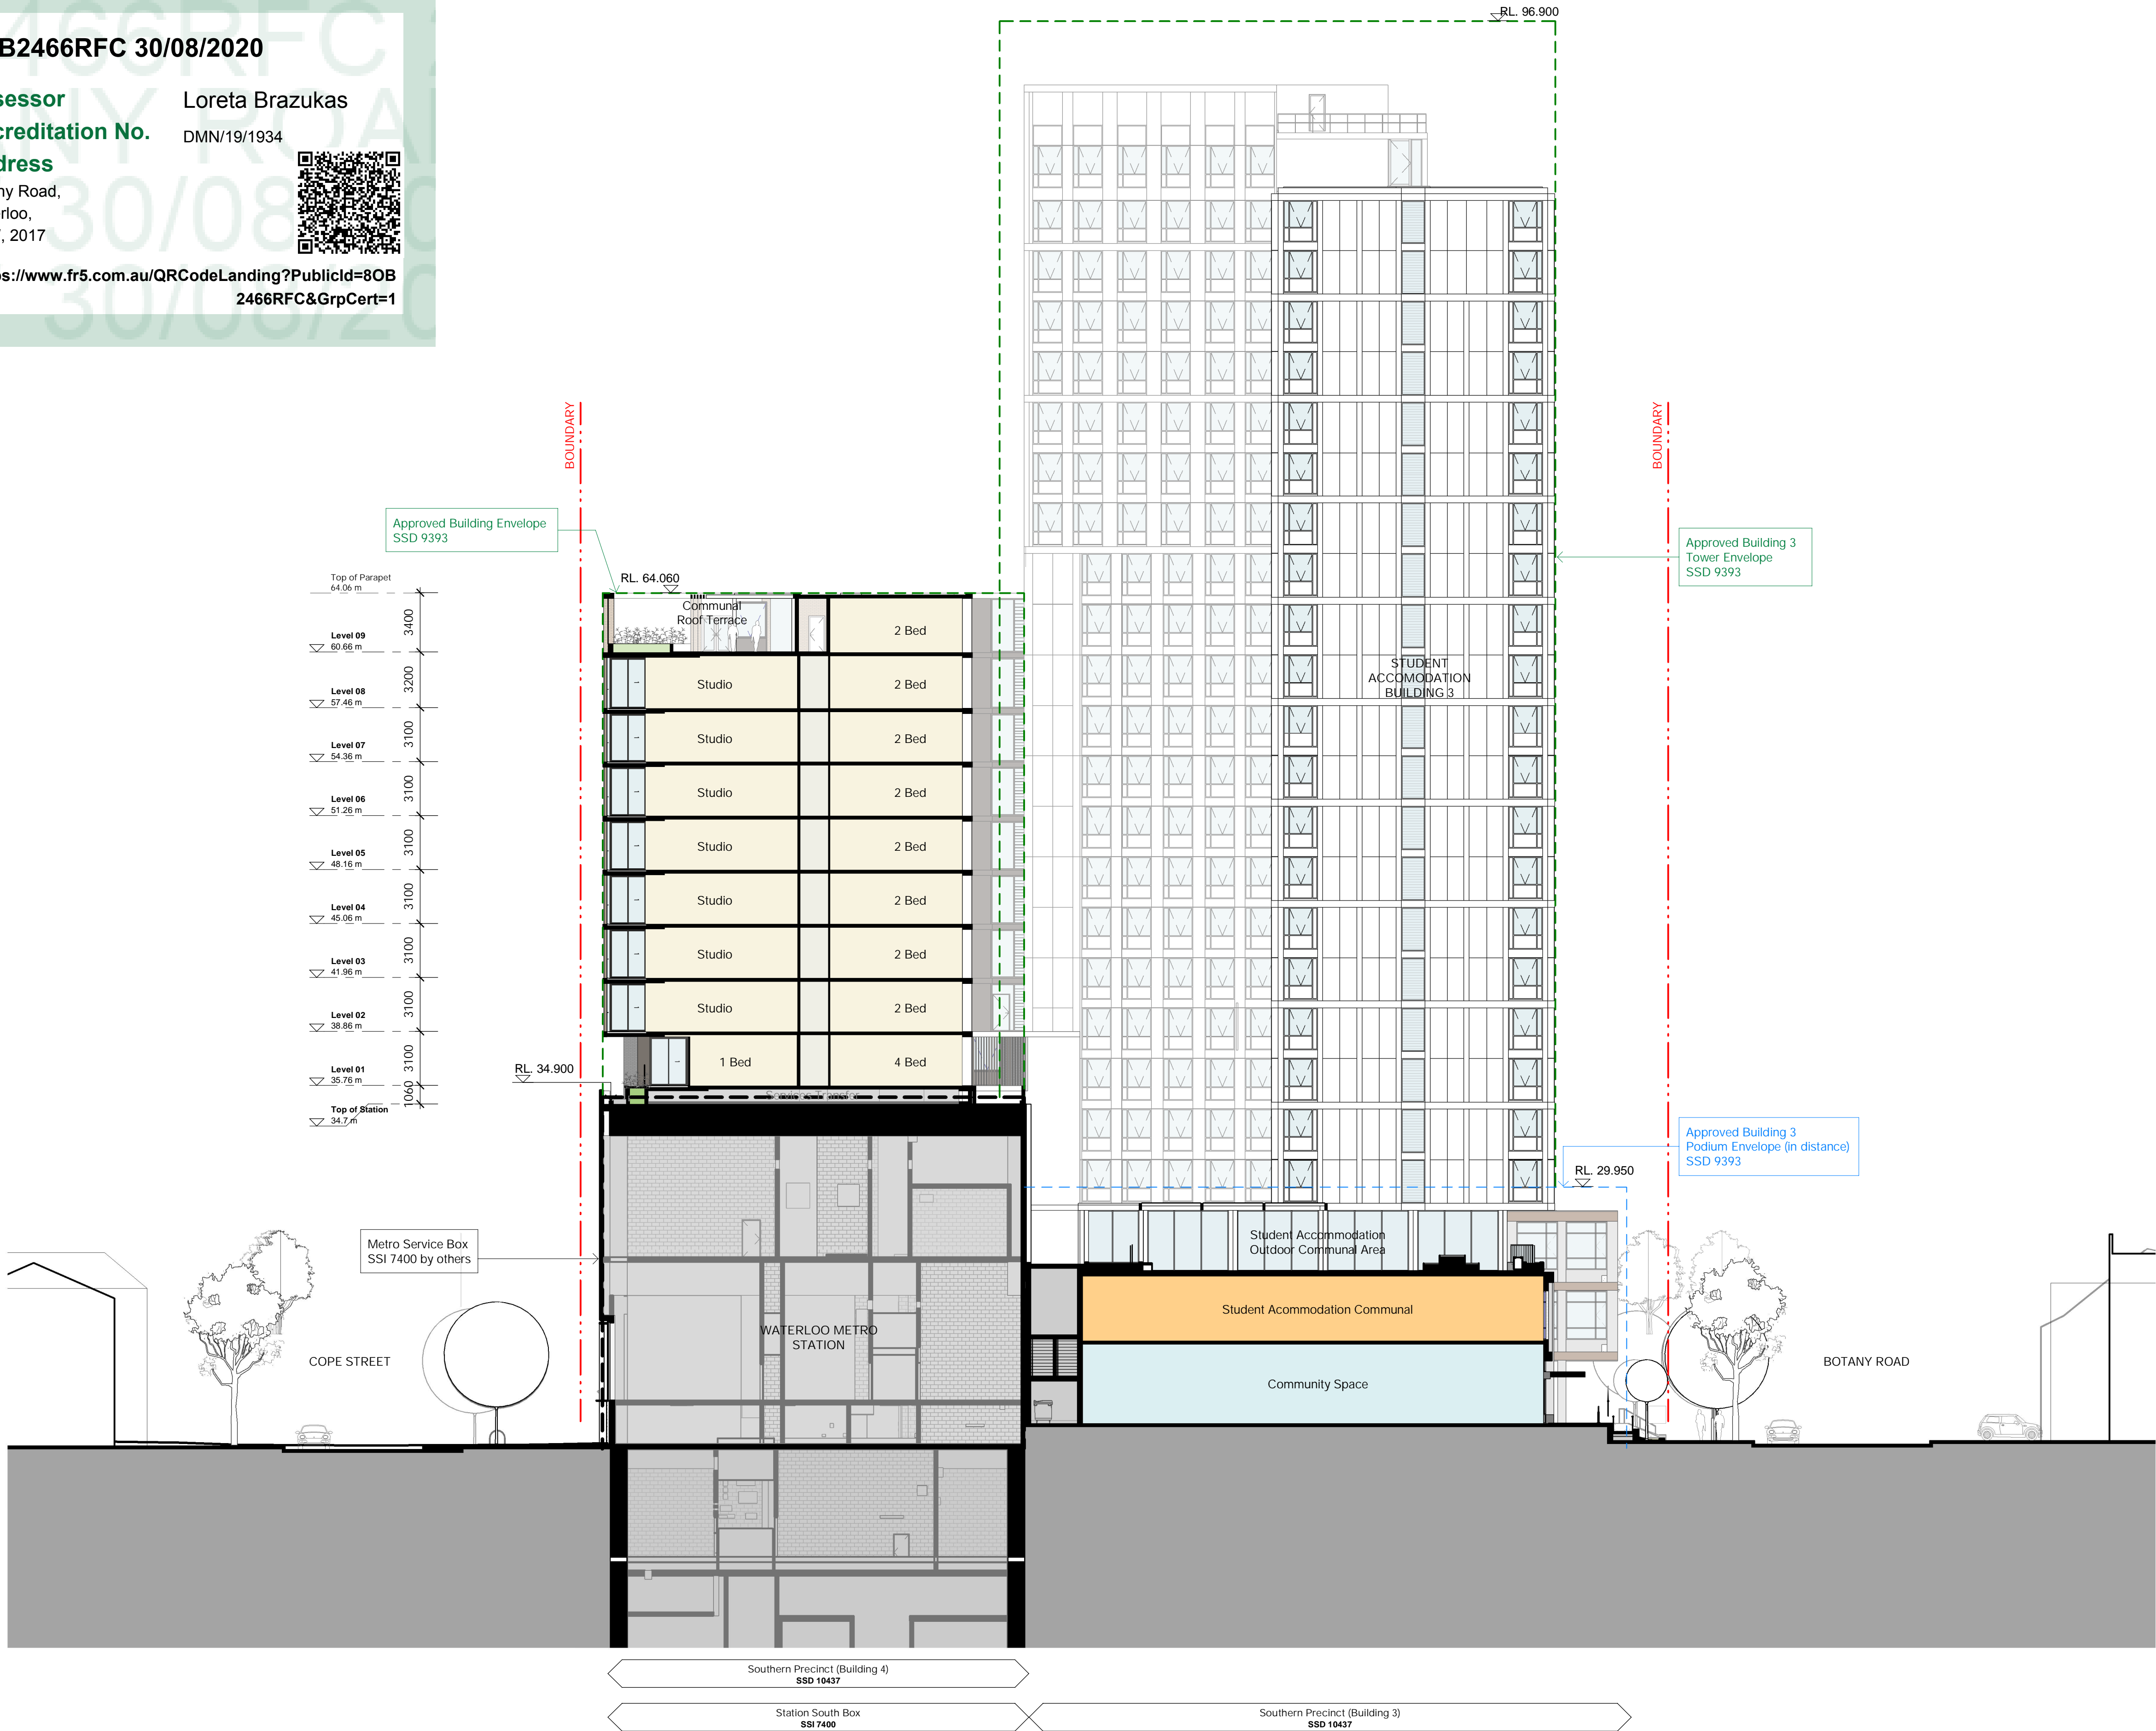 B2466RFC 30/08/2020
sessor
Loreta Brazukas
creditation No.
DMN/19/1934
dress
ny Road,
rloo,
, 2017
s://www.fr5.com.au/QRCodeLanding?PublicId=8OB
2466RFC&GrpCert=1
RL. 96.900
BOUNDARY
BOUNDARY
Approved Building Envelope
SSD 9393
Approved Building 3
Tower Envelope
SSD 9393
RL. 64.060
Top of Parapet
64.06 m
3400
Communal
Roof Terrace
2 Bed
Level 09
60.66 m
3200
Studio
2 Bed
STUDENT
ACCOMODATION
BUILDING 3
Level 08
57.46 m
3100
Studio
2 Bed
Level 07
54.36 m
3100
Studio
2 Bed
Level 06
51.26 m
3100
Studio
2 Bed
Level 05
48.16 m
3100
Studio
2 Bed
Level 04
45.06 m
3100
Studio
2 Bed
Level 03
41.96 m
3100
Studio
2 Bed
Level 02
38.86 m
3100
1 Bed
4 Bed
RL. 34.900
Level 01
35.76 m
1060
Services Transfer
Top of Station
34.7 m
Approved Building 3
Podium Envelope (in distance)
SSD 9393
RL. 29.950
Metro Service Box
SSI 7400 by others
Student Accommodation
Outdoor Communal Area
Student Acommodation Communal
WATERLOO METRO
STATION
COPE STREET
Community Space
BOTANY ROAD
Southern Precinct (Building 4)
SSD 10437
Station South Box
SSI 7400
Southern Precinct (Building 3)
SSD 10437